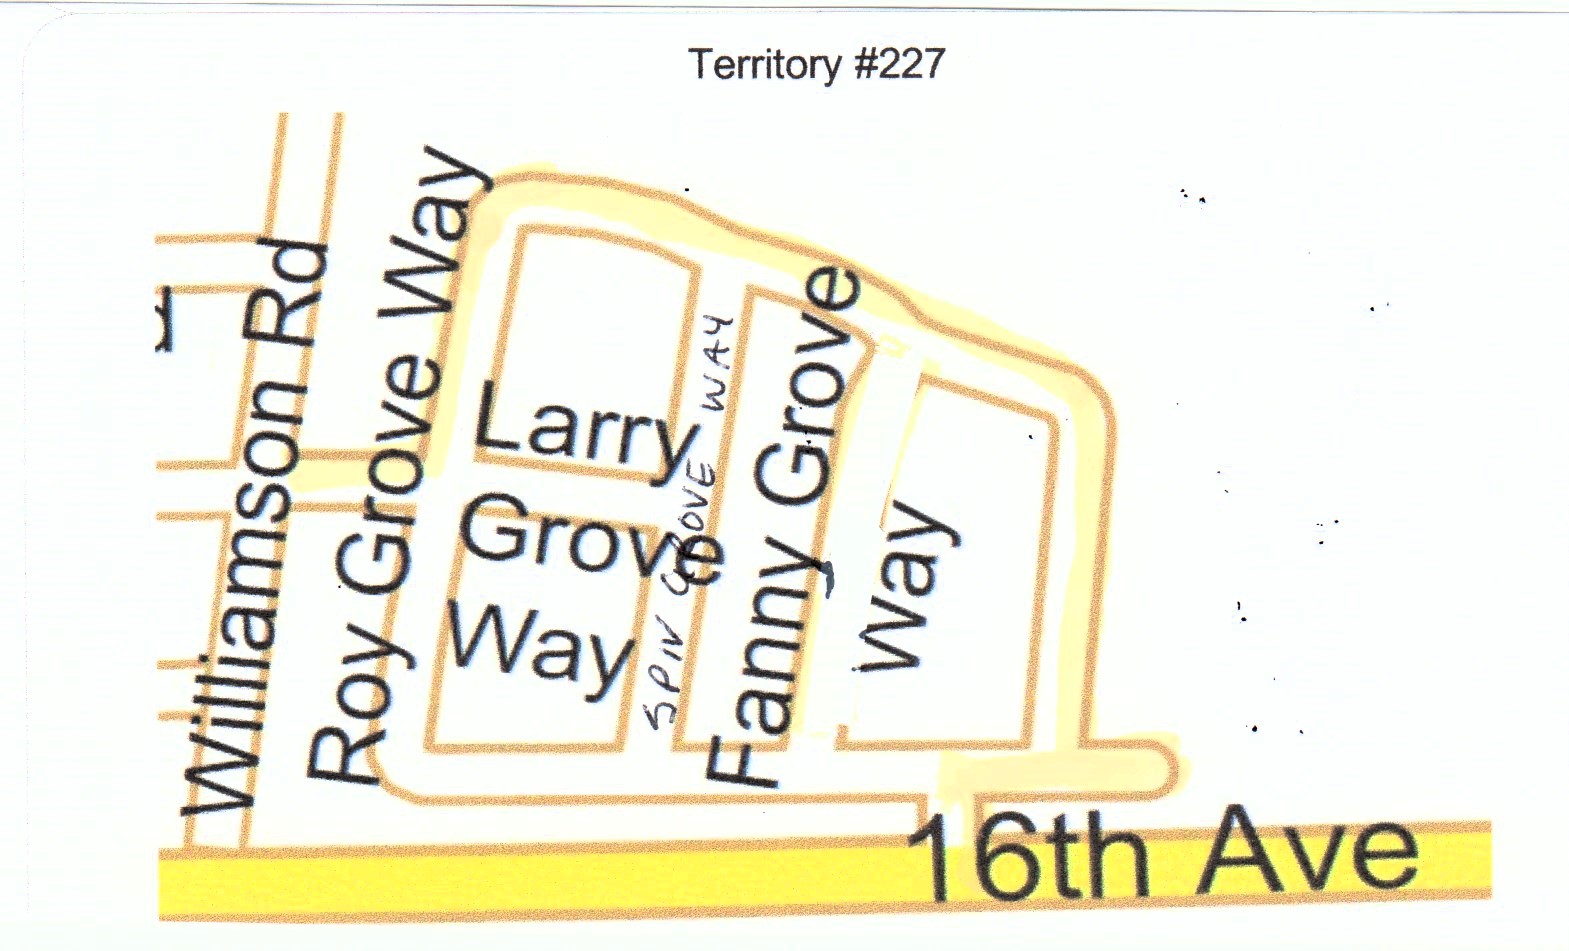 Territory #227
Williamson Rd
Roy Grove Way
Larry
Grove
Way
SPIV GROVE WAY
Fanny Grove
Way
16th Ave